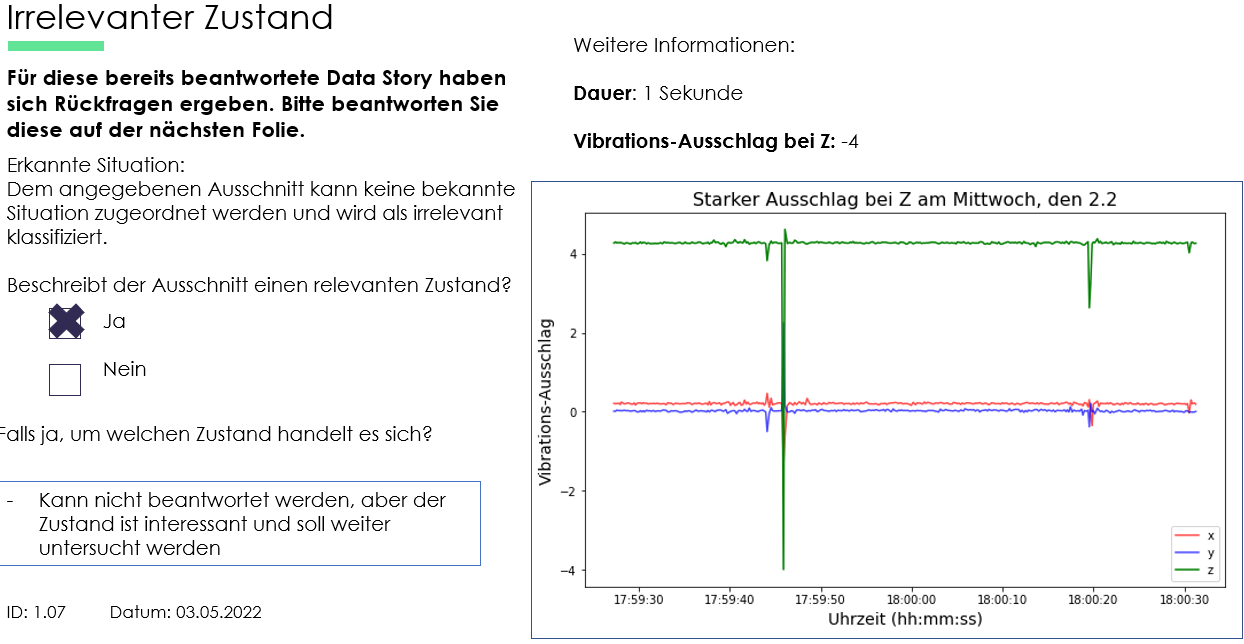 Irrelevanter Zustand
Für diese bereits beantwortete Data Story haben
sich Rückfragen ergeben. Bitte beantworten Sie
diese auf der nächsten Folie.
Erkannte Situation:
Dem angegebenen Ausschnitt kann keine bekannte
Situation zugeordnet werden und wird als irrelevant
klassifiziert.
Beschreibt der Ausschnitt einen relevanten Zustand?
Ja
Nein
Falls ja, um welchen Zustand handelt es sich?
- Kann nicht beantwortet werden, aber der
Zustand ist interessant und soll weiter
untersucht werden
ID: 1.07 Datum: 03.05.2022
Weitere Informationen:
Dauer: 1 Sekunde
Vibrations-Ausschlag bei Z: -4
Starker Ausschlag bei Z am Mittwoch, den 2.2
Vibrations-Ausschlag
4
2
0
−2
−4
x
y
z
17:59:30 17:59:40 17:59:50 18:00:00 18:00:10 18:00:20 18:00:30
Uhrzeit (hh:mm:ss)